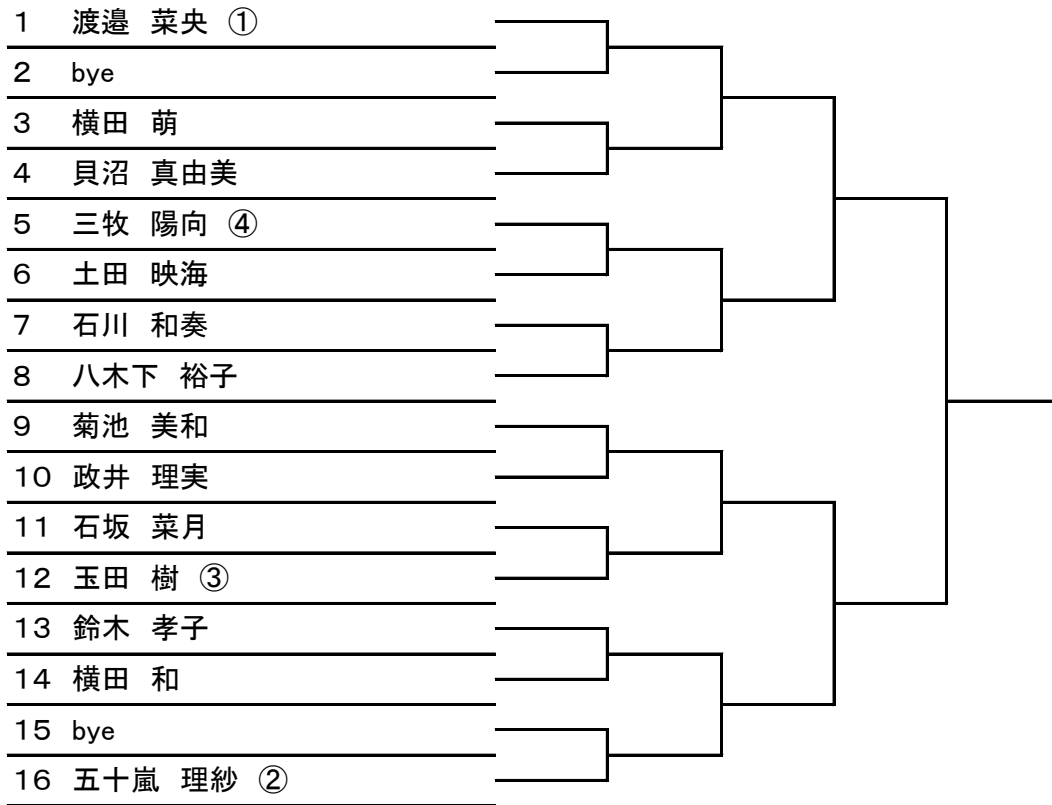 1 渡邉 菜央 ①
2 bye
3 横田 萌
4 貝沼 真由美
5 三牧 陽向 ④
6 土田 映海
7 石川 和奏
8 八木下 裕子
9 菊池 美和
10 政井 理実
11 石坂 菜月
12 玉田 樹 ③
13 鈴木 孝子
14 横田 和
15 bye
16 五十嵐 理紗 ②